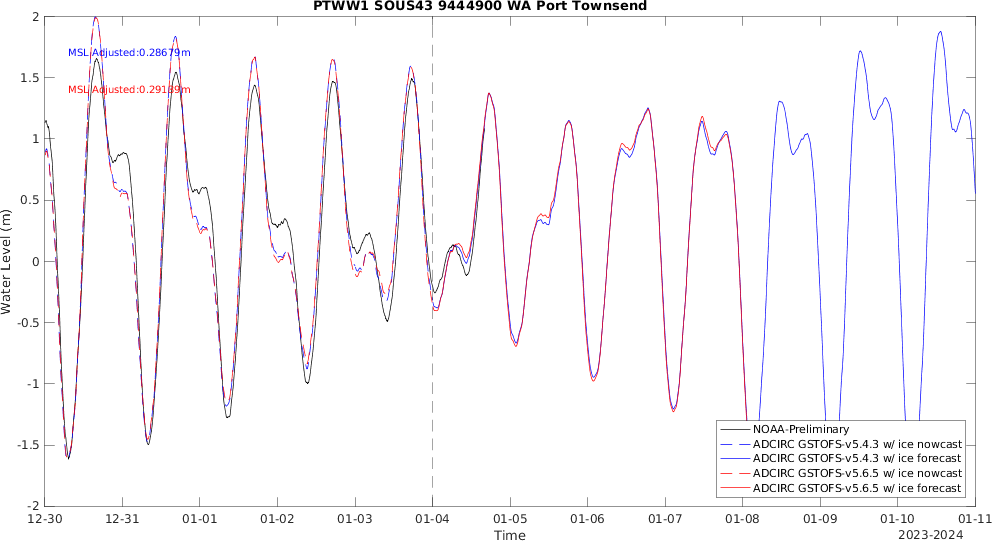 PTWW1 SOUS43 9444900 WA Port Townsend
2
1.5
1
0.5
0
-0.5
-1
-1.5
-2
Water Level (m)
MSL Adjusted:0.28679m
MSL Adjusted:0.29189m
NOAA-Preliminary
ADCIRC GSTOFS-v5.4.3 w/ ice nowcast
ADCIRC GSTOFS-v5.4.3 w/ ice forecast
ADCIRC GSTOFS-v5.6.5 w/ ice nowcast
ADCIRC GSTOFS-v5.6.5 w/ ice forecast
12-30 12-31 01-01 01-02 01-03 01-04 01-05 01-06 01-07 01-08 01-09 01-10 01-11
Time
2023-2024